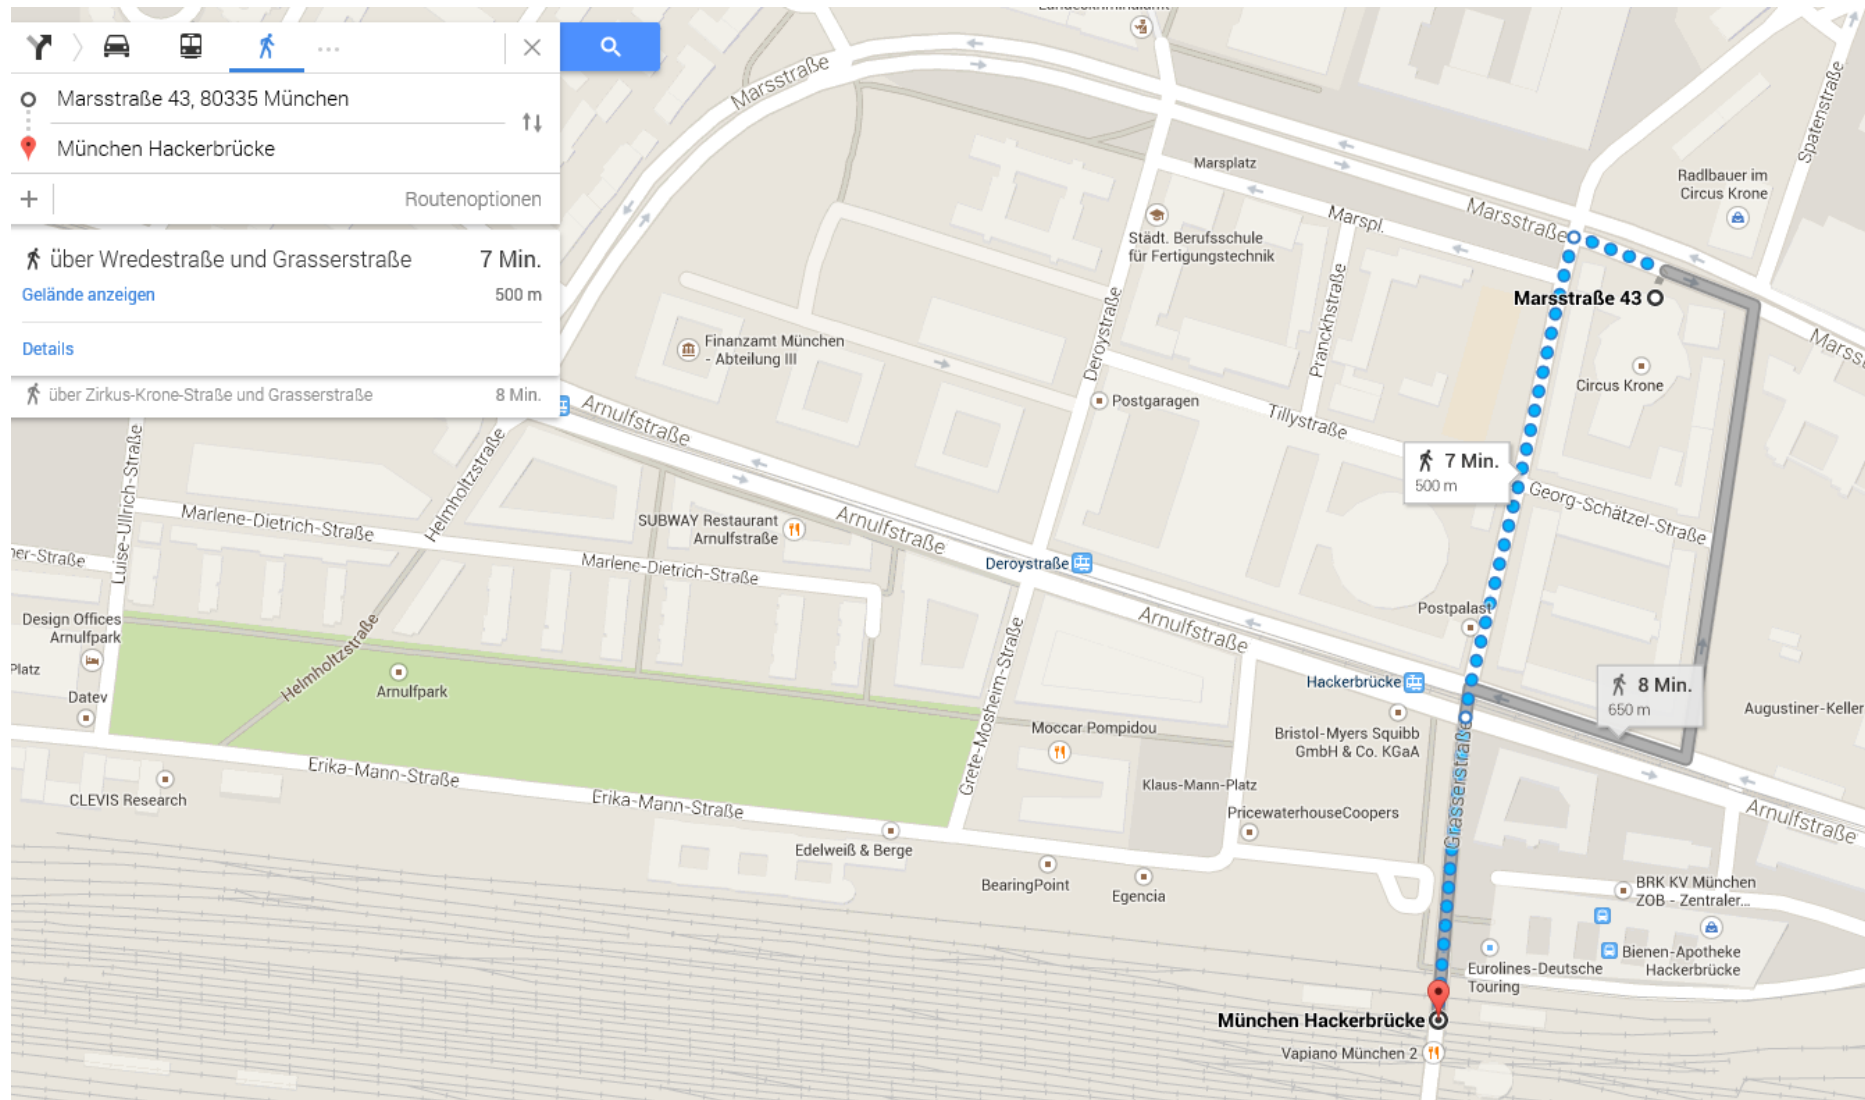 Marsstraße 43, 80335 München
München Hackerbrücke
Routenoptionen
über Wredestraße und Grasserstraße 7 Min.
Gelände anzeigen 500 m
Details
über Zirkus-Krone-Straße und Grasserstraße 8 Min.
Marsstraße
Spatenstraße
Marsplatz
Radlbauer im
Circus Krone
Marsstraße
Marspl.
Städt. Berufsschule
für Fertigungstechnik
Pranckhstraße
Marsstraße 43
Deroystraße
Finanzamt München
- Abteilung III
Circus Krone
Postgaragen
Tillystraße
Arnulfstraße
7 Min.
500 m
Georg-Schätzel-Straße
Luise-Ullrich-Straße
Helmholtzstraße
Marlene-Dietrich-Straße
SUBWAY Restaurant
Arnulfstraße
Arnulfstraße
Marlene-Dietrich-Straße
Deroystraße
Postpalast
Design Offices
Arnulfpark
Helmholtzstraße
Arnulfpark
Grete-Mosheim-Straße
Arnulfstraße
Hackerbrücke
8 Min.
650 m
Platz
Datev
Moccar Pompidou
Bristol-Myers Squibb
GmbH & Co. KGaA
Augustiner-Keller
Grasserstraße
Erika-Mann-Straße
CLEVIS Research
Erika-Mann-Straße
Klaus-Mann-Platz
PricewaterhouseCoopers
Arnulfstraße
Edelweiß & Berge
BearingPoint
Egencia
BRK KV München
ZOB - Zentraler...
Bienen-Apotheke
Hackerbrücke
Eurolines-Deutsche
Touring
München Hackerbrücke
Vapiano München 2